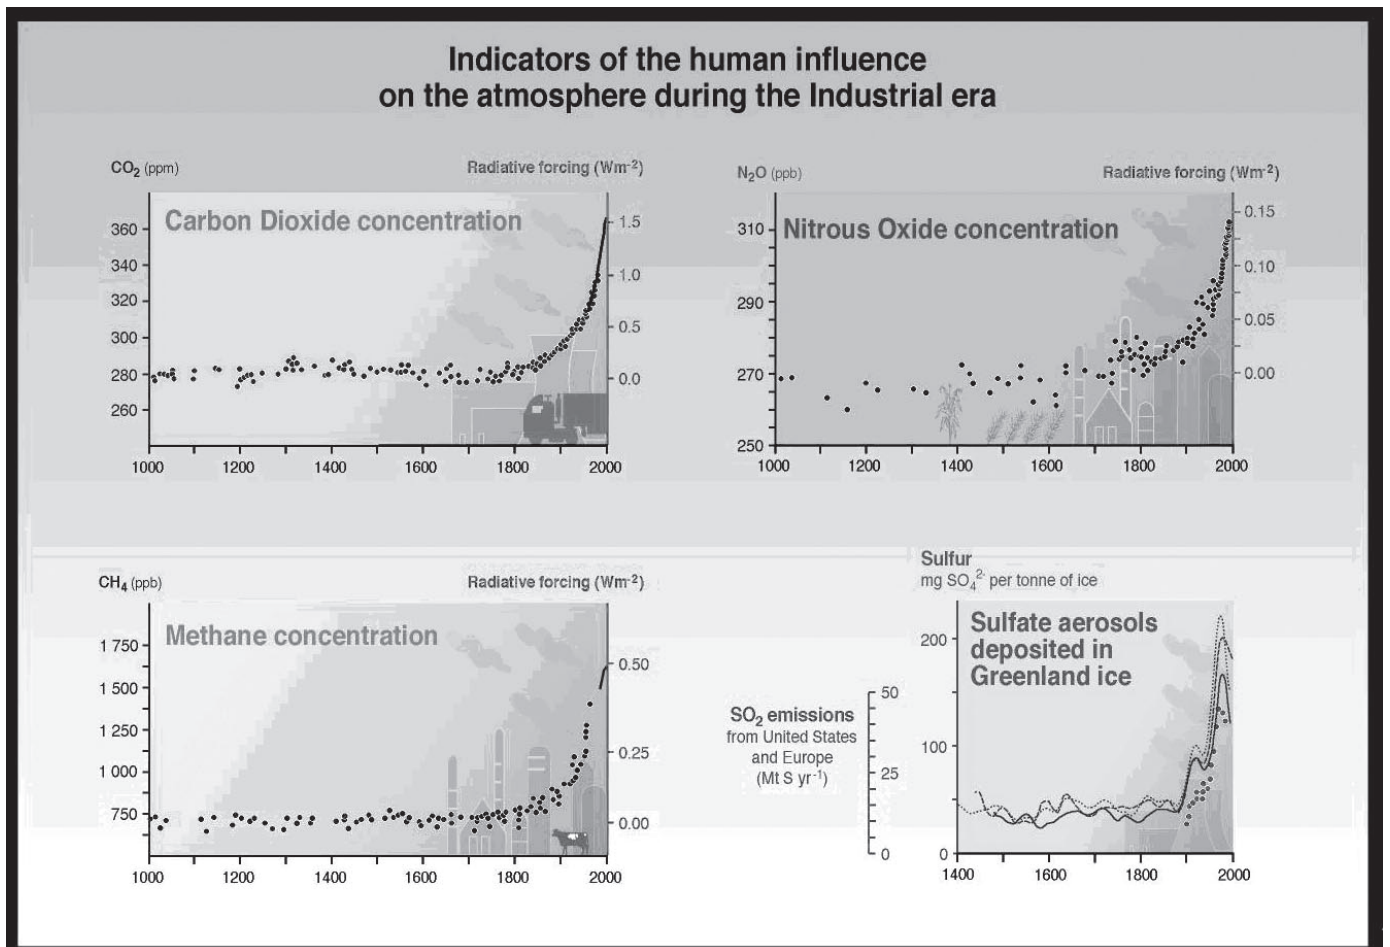 Indicators of the human influence
on the atmosphere during the Industrial era
CO₂ (ppm)
Radiative forcing (Wm⁻²)
Carbon Dioxide concentration
360
340
320
300
280
260
1.5
1.0
0.5
0.0
1000 1200 1400 1600 1800 2000
N₂O (ppb)
Radiative forcing (Wm⁻²)
Nitrous Oxide concentration
310
290
270
250
0.15
0.10
0.05
0.00
1000 1200 1400 1600 1800 2000
CH₄ (ppb)
Radiative forcing (Wm⁻²)
Methane concentration
1 750
1 500
1 250
1 000
750
0.50
0.25
0.00
1000 1200 1400 1600 1800 2000
Sulfur
mg SO₄²⁻ per tonne of ice
Sulfate aerosols
deposited in
Greenland ice
200
100
0
SO₂ emissions
from United States
and Europe
(Mt S yr⁻¹)
50
25
0
1400 1600 1800 2000